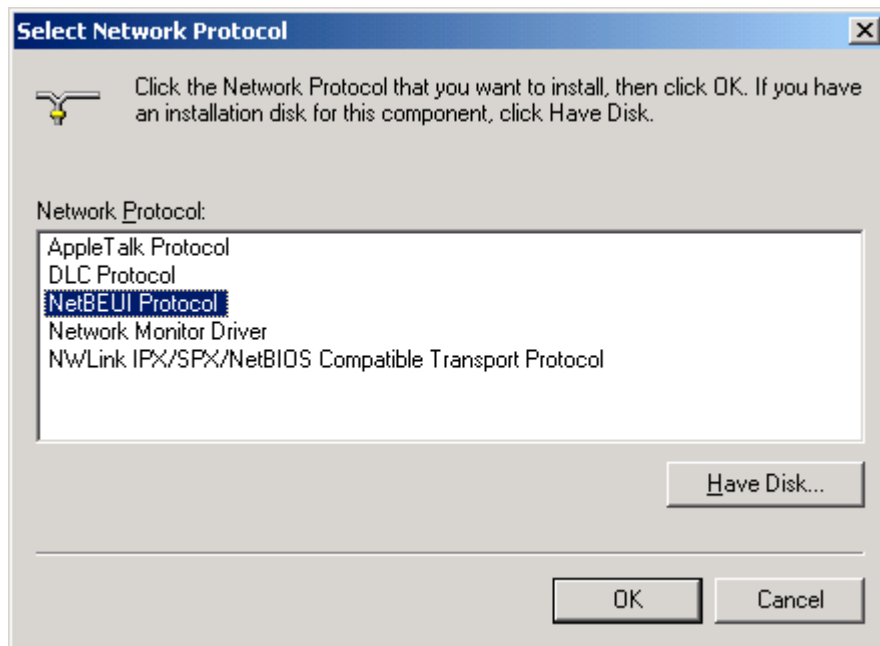 Select Network Protocol
Click the Network Protocol that you want to install, then click OK. If you have
an installation disk for this component, click Have Disk.
Network Protocol:
AppleTalk Protocol
DLC Protocol
NetBEUI Protocol
Network Monitor Driver
NWLink IPX/SPX/NetBIOS Compatible Transport Protocol
Have Disk...
OK
Cancel